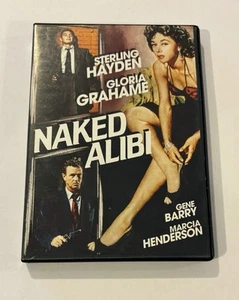 STERLING
HAYDEN
GLORIA
GRAHAME
NAKED
ALIBI
GENE
BARRY
MARCIA
HENDERSON